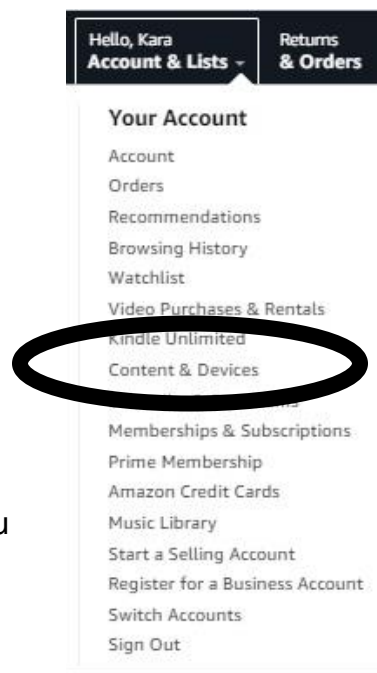 Hello, Kara
Account & Lists
Returns
& Orders
Your Account
Account
Orders
Recommendations
Browsing History
Watchlist
Video Purchases & Rentals
Kindle Unlimited
Content & Devices
Memberships & Subscriptions
Prime Membership
Amazon Credit Cards
Music Library
u
Start a Selling Account
Register for a Business Account
Switch Accounts
Sign Out